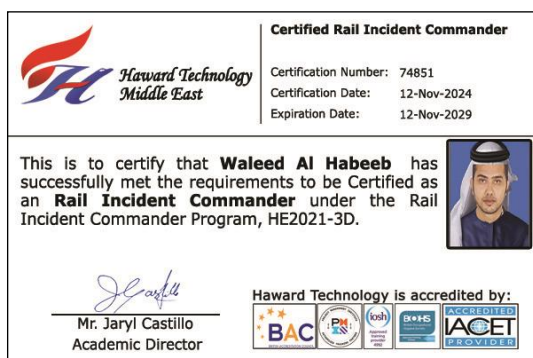 Haward Technology
Middle East
Certified Rail Incident Commander
Certification Number: 74851
Certification Date: 12-Nov-2024
Expiration Date: 12-Nov-2029
This is to certify that Waleed Al Habeeb has
successfully met the requirements to be Certified as
an Rail Incident Commander under the Rail
Incident Commander Program, HE2021-3D.
Mr. Jaryl Castillo
Academic Director
Haward Technology is accredited by:
BAC
iosh
Approved
training
provider
ACCREDITED
IACET
PROVIDER